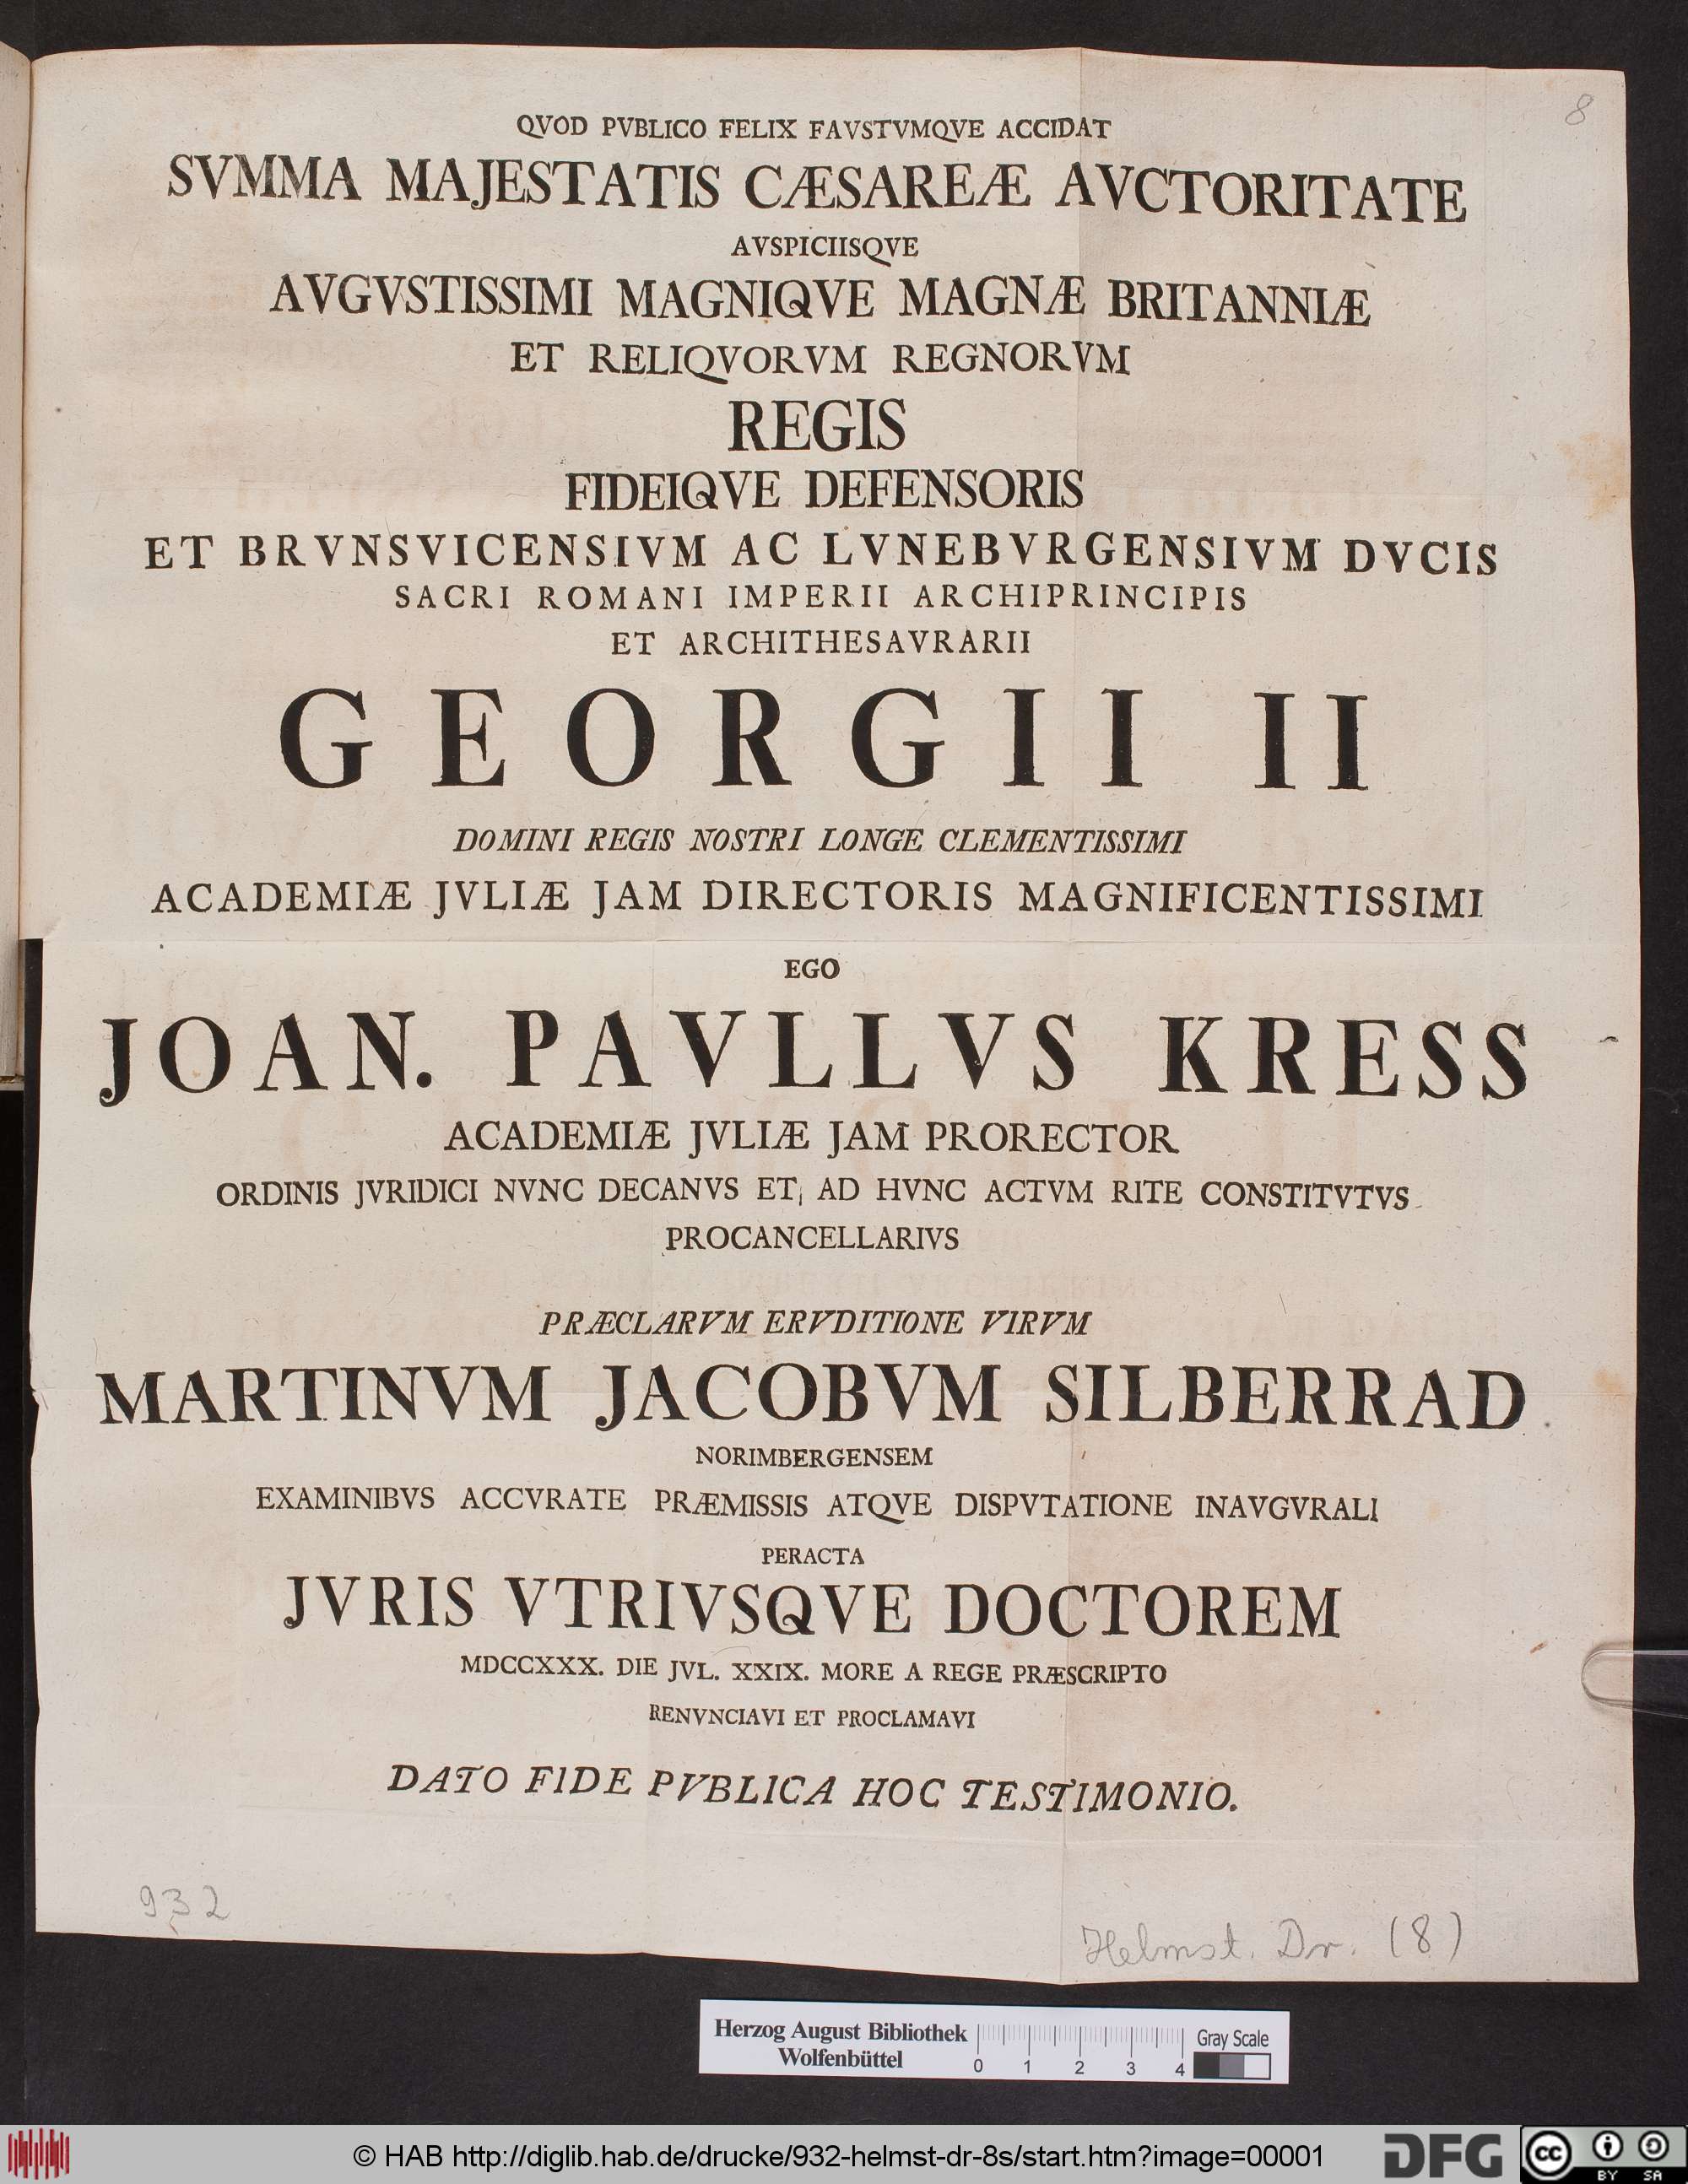 8
QVOD PVBLICO FELIX FAVSTVMQVE ACCIDAT
SVMMA MAJESTATIS CÆSAREÆ AVCTORITATE
AVSPICIISQVE
AVGVSTISSIMI MAGNIQVE MAGNÆ BRITANNIÆ
ET RELIQVORVM REGNORVM
REGIS
FIDEIQVE DEFENSORIS
ET BRVNSVICENSIVM AC LVNEBVRGENSIVM DVCIS
SACRI ROMANI IMPERII ARCHIPRINCIPIS
ET ARCHITHESAVRARII
GEORGII II
DOMINI REGIS NOSTRI LONGE CLEMENTISSIMI
ACADEMIÆ JVLIÆ JAM DIRECTORIS MAGNIFICENTISSIMI
EGO
JOAN. PAVLLVS KRESS
ACADEMIÆ JVLIÆ JAM PRORECTOR
ORDINIS JVRIDICI NVNC DECANVS ET, AD HVNC ACTVM RITE CONSTITVTVS
PROCANCELLARIVS
PRÆCLARVM ERVDITIONE VIRVM
MARTINVM JACOBVM SILBERRAD
NORIMBERGENSEM
EXAMINIBVS ACCVRATE PRÆMISSIS ATQVE DISPVTATIONE INAVGVRALI
PERACTA
JVRIS VTRIVSQVE DOCTOREM
MDCCXXX. DIE JVL. XXIX. MORE A REGE PRÆSCRIPTO
RENVNCIAVI ET PROCLAMAVI
DATO FIDE PVBLICA HOC TESTIMONIO.
932
Helmst. Dr. (8)
Herzog August Bibliothek
Wolfenbüttel
0 1 2 3 4
Gray Scale
© HAB http://diglib.hab.de/drucke/932-helmst-dr-8s/start.htm?image=00001
DFG
cc BY SA